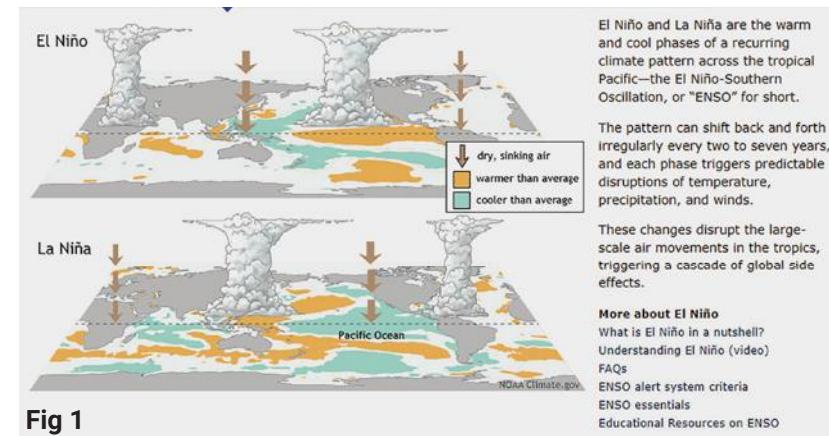 El Niño
dry, sinking air
warmer than average
cooler than average
La Niña
Pacific Ocean
NOAA Climate.gov
Fig 1
El Niño and La Niña are the warm
and cool phases of a recurring
climate pattern across the tropical
Pacific—the El Niño-Southern
Oscillation, or "ENSO" for short.
The pattern can shift back and forth
irregularly every two to seven years,
and each phase triggers predictable
disruptions of temperature,
precipitation, and winds.
These changes disrupt the large-
scale air movements in the tropics,
triggering a cascade of global side
effects.
More about El Niño
What is El Niño in a nutshell?
Understanding El Niño (video)
FAQs
ENSO alert system criteria
ENSO essentials
Educational Resources on ENSO